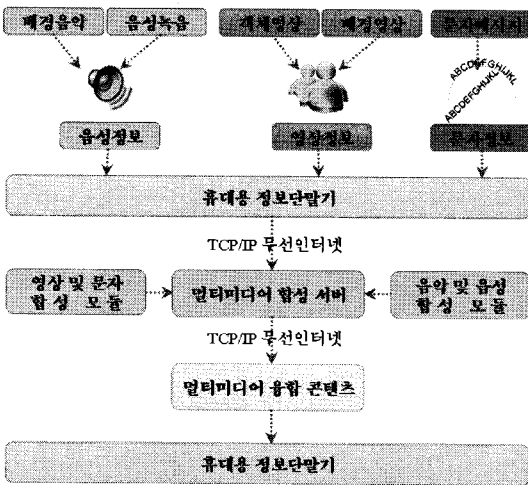 배경음악
음성녹음
객체영상
배경영상
문자메시지
ABCDEFGHIJKL
ABCDEFGHIJKL
음성정보
영상정보
문자정보
휴대용 정보단말기
TCP/IP 무선인터넷
영상 및 문자
합성 모듈
멀티미디어 합성 서버
음악 및 음성
합성 모듈
TCP/IP 무선인터넷
멀티미디어 융합 콘텐츠
휴대용 정보단말기